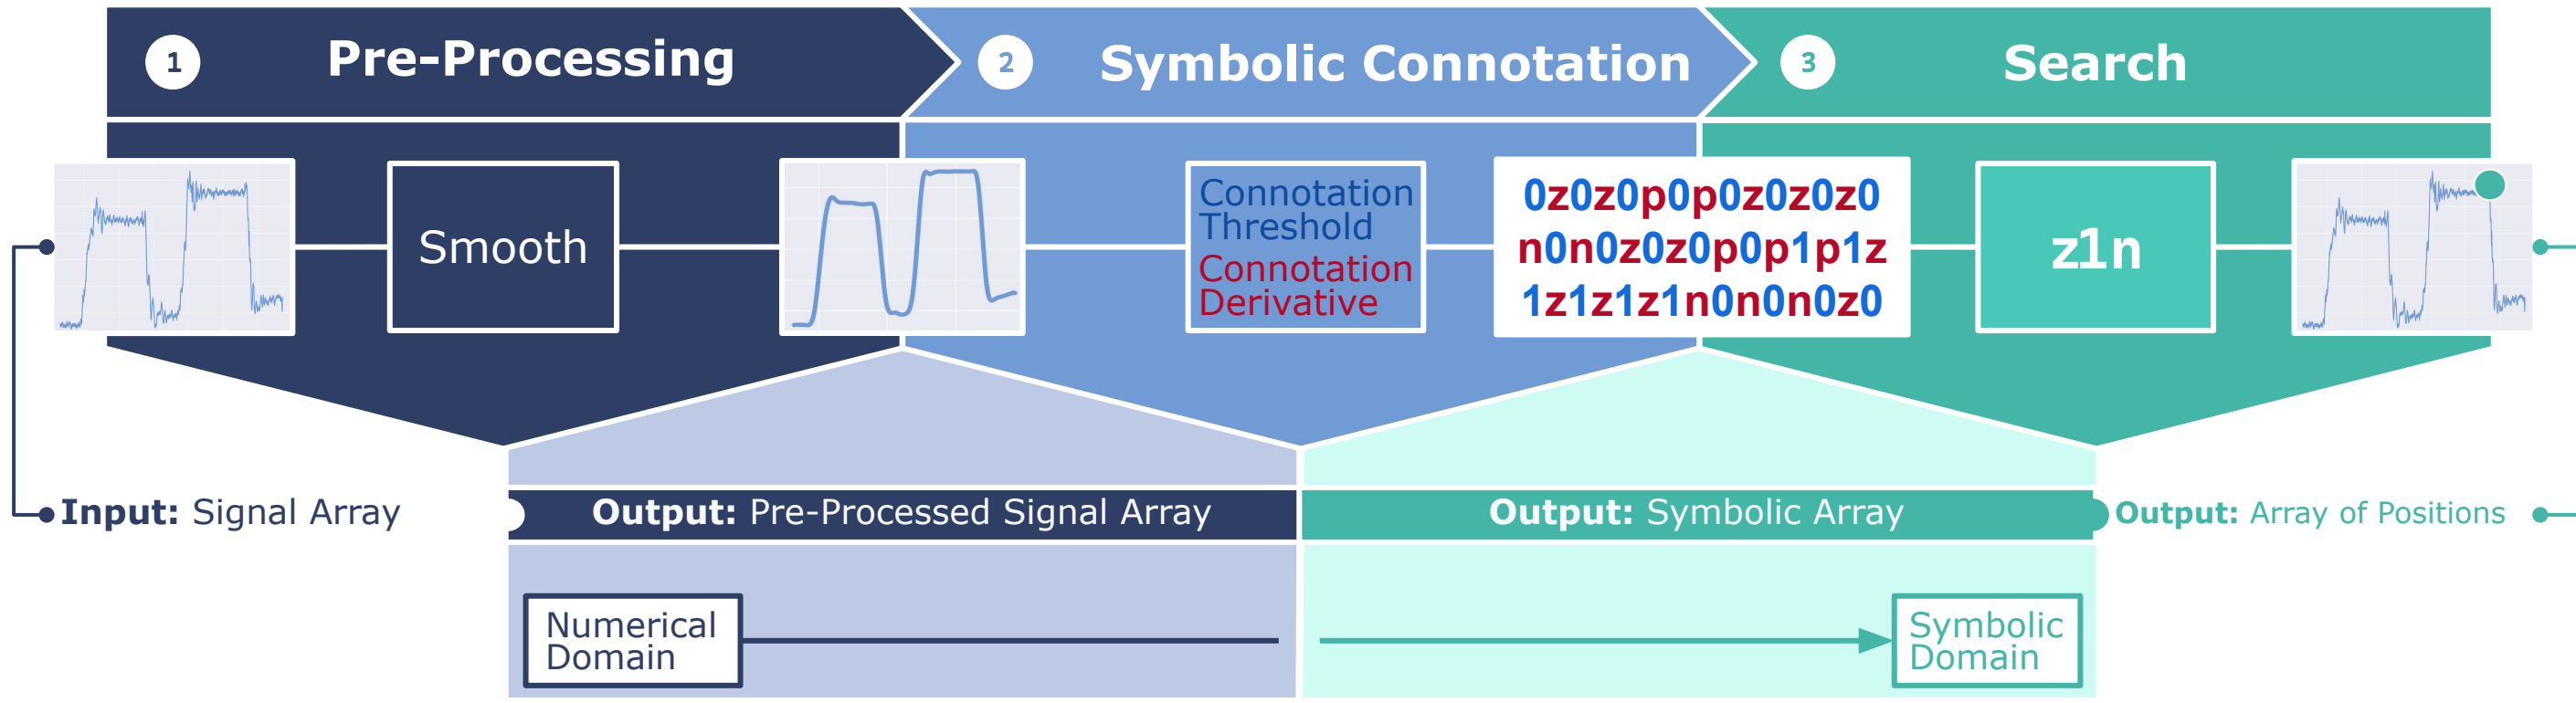 1 Pre-Processing
2 Symbolic Connotation
3 Search
Smooth
Connotation
Threshold
Connotation
Derivative
0z0z0p0p0z0z0z0
n0n0z0z0p0p1p1z
1z1z1z1n0n0n0z0
z1n
Input: Signal Array
Output: Pre-Processed Signal Array
Output: Symbolic Array
Output: Array of Positions
Numerical
Domain
Symbolic
Domain